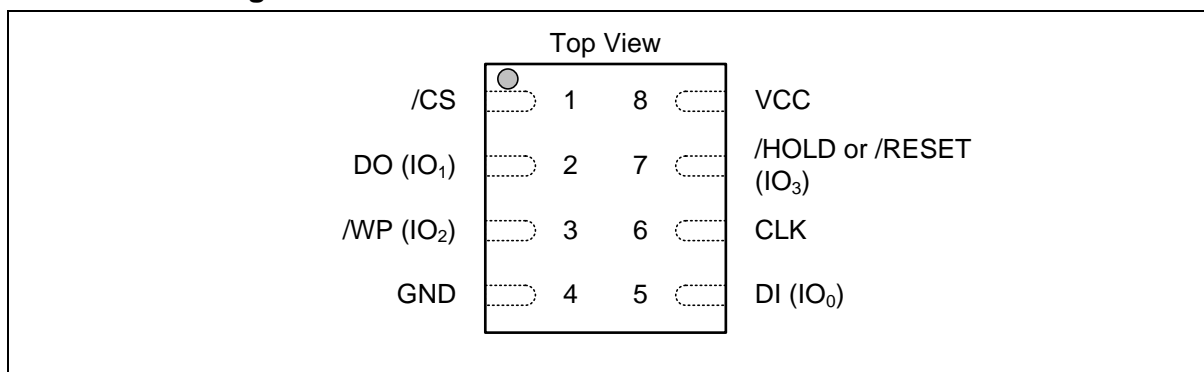 Top View
/CS 1 8 VCC
DO (IO₁) 2 7 /HOLD or /RESET
(IO₃)
/WP (IO₂) 3 6 CLK
GND 4 5 DI (IO₀)